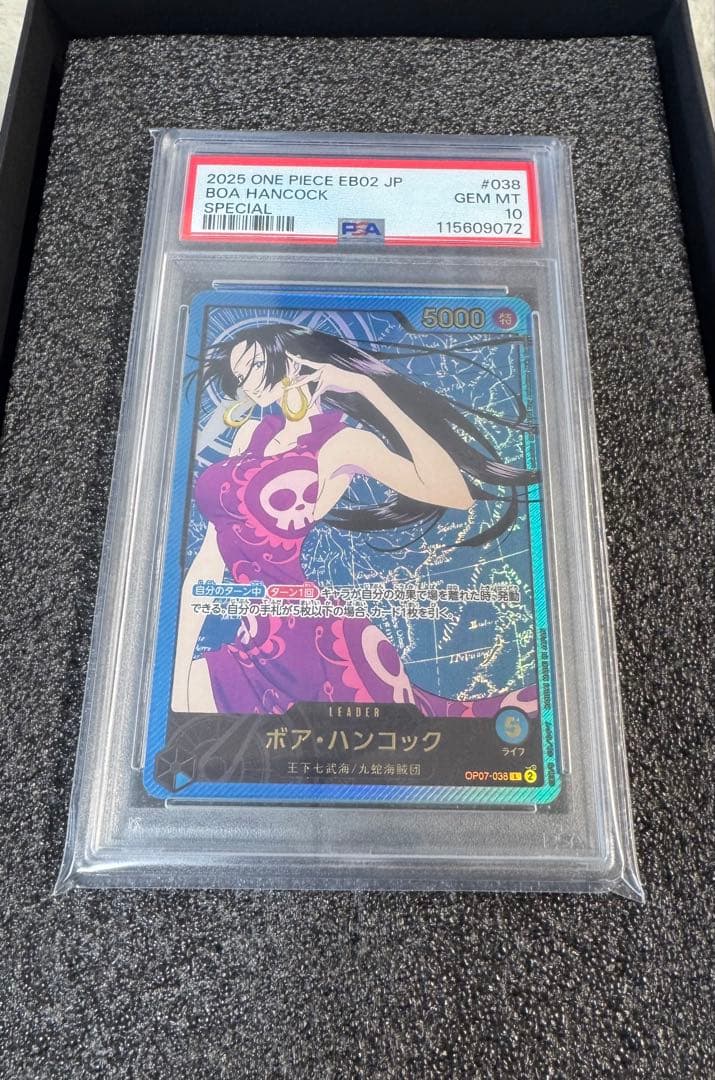 2025 ONE PIECE EB02 JP #038
BOA HANCOCK GEM MT
SPECIAL 10
PSA 115609072
5000 特
自分のターン中 ターン1回 キャラが自分の効果で場を離れた時、発動
できる。自分の手札が5枚以下の場合、カード1枚を引く。
LEADER
ボア・ハンコック
5
ライフ
王下七武海/九蛇海賊団
OP07-038 L 2